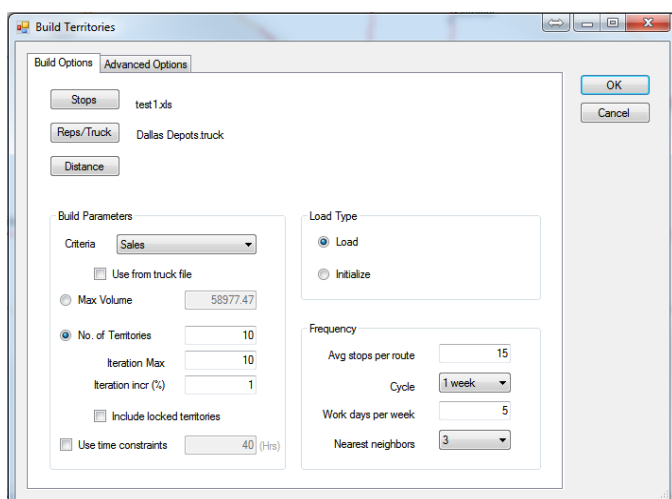 Build Territories
Build Options
Advanced Options
OK
Cancel
Stops
test1.xls
Reps/Truck
Dallas Depots.truck
Distance
Build Parameters
Criteria
Sales
Use from truck file
Max Volume
58977.47
No. of Territories
10
Iteration Max
10
Iteration incr (%)
1
Include locked territories
Use time constraints
40 (Hrs)
Load Type
Load
Initialize
Frequency
Avg stops per route
15
Cycle
1 week
Work days per week
5
Nearest neighbors
3